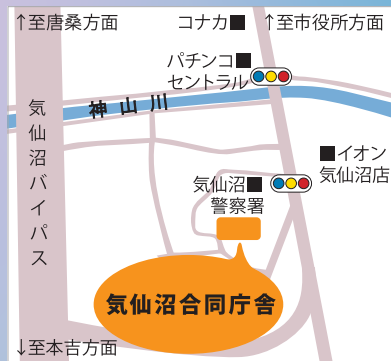 ↑至唐桑方面
コナカ■
↑至市役所方面
パチンコ■
セントラル
神山川
気仙沼バイパス
■イオン
気仙沼店
気仙沼■
警察署
気仙沼合同庁舎
↓至本吉方面